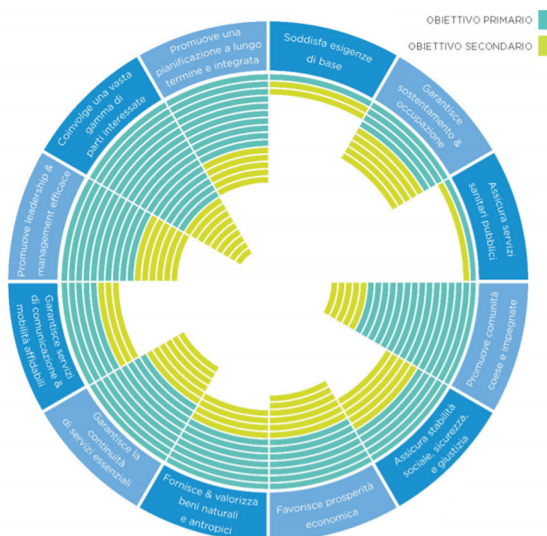 OBIETTIVO PRIMARIO
OBIETTIVO SECONDARIO
Soddisfa esigenze
di base
Garantisce
sostentamento &
occupazione
Assicura servizi
sanitari pubblici
Promuove comunità
coese e impegnate
Assicura stabilità
sociale, sicurezza,
e giustizia
Favorisce prosperità
economica
Fornisce & valorizza
beni naturali
e antropici
Garantisce la
continuità
di servizi essenziali
Garantisce servizi
di comunicazione &
mobilità affidabili
Promuove leadership &
management efficace
Coinvolge una vasta
gamma di
parti interessate
Promuove una
pianificazione a lungo
termine e integrata